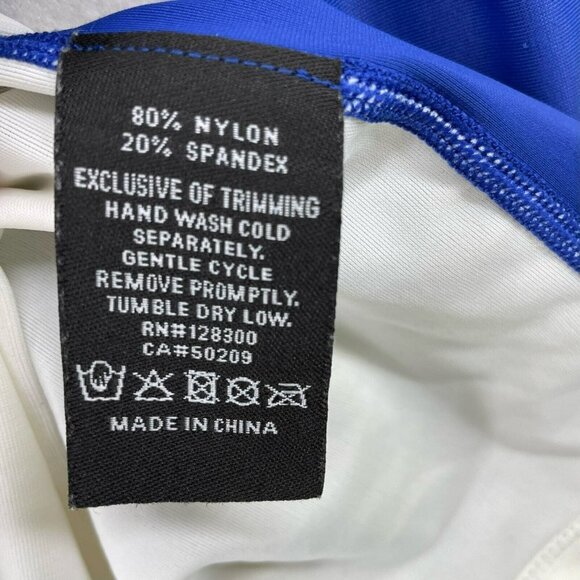 80% NYLON
20% SPANDEX
EXCLUSIVE OF TRIMMING
HAND WASH COLD
SEPARATELY.
GENTLE CYCLE
REMOVE PROMPTLY.
TUMBLE DRY LOW.
RN#128300
CA#50209
MADE IN CHINA